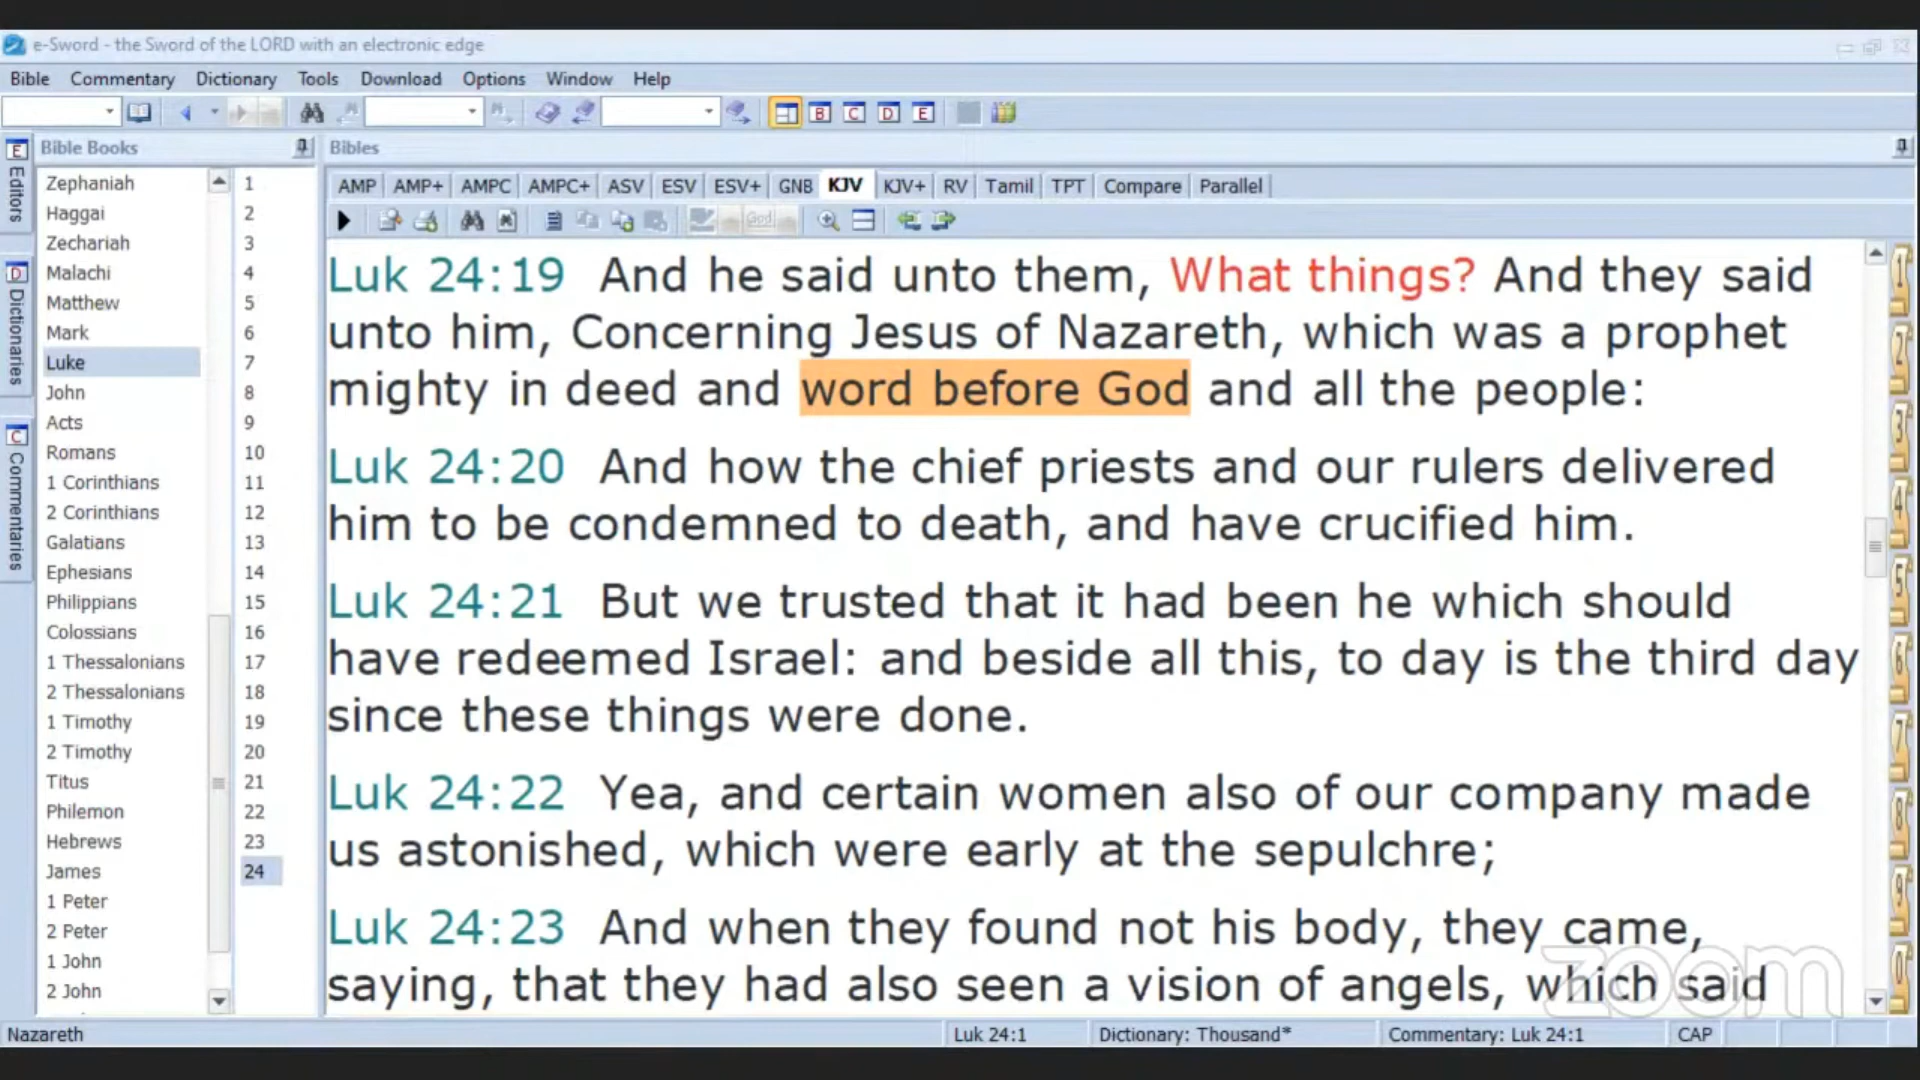 e-Sword - the Sword of the LORD with an electronic edge
Bible Commentary Dictionary Tools Download Options Window Help
B C D E
E Editors
D Dictionaries
C Commentaries
Bible Books
Zephaniah
Haggai
Zechariah
Malachi
Matthew
Mark
Luke
John
Acts
Romans
1 Corinthians
2 Corinthians
Galatians
Ephesians
Philippians
Colossians
1 Thessalonians
2 Thessalonians
1 Timothy
2 Timothy
Titus
Philemon
Hebrews
James
1 Peter
2 Peter
1 John
2 John
1
2
3
4
5
6
7
8
9
10
11
12
13
14
15
16
17
18
19
20
21
22
23
24
Bibles
AMP AMP+ AMPC AMPC+ ASV ESV ESV+ GNB KJV KJV+ RV Tamil TPT Compare Parallel
God
Luk 24:19 And he said unto them, What things? And they said
unto him, Concerning Jesus of Nazareth, which was a prophet
mighty in deed and word before God and all the people:
Luk 24:20 And how the chief priests and our rulers delivered
him to be condemned to death, and have crucified him.
Luk 24:21 But we trusted that it had been he which should
have redeemed Israel: and beside all this, to day is the third day
since these things were done.
Luk 24:22 Yea, and certain women also of our company made
us astonished, which were early at the sepulchre;
Luk 24:23 And when they found not his body, they came,
saying, that they had also seen a vision of angels, which said
1
2
3
4
5
6
7
8
9
0
zoom
Nazareth Luk 24:1 Dictionary: Thousand* Commentary: Luk 24:1 CAP